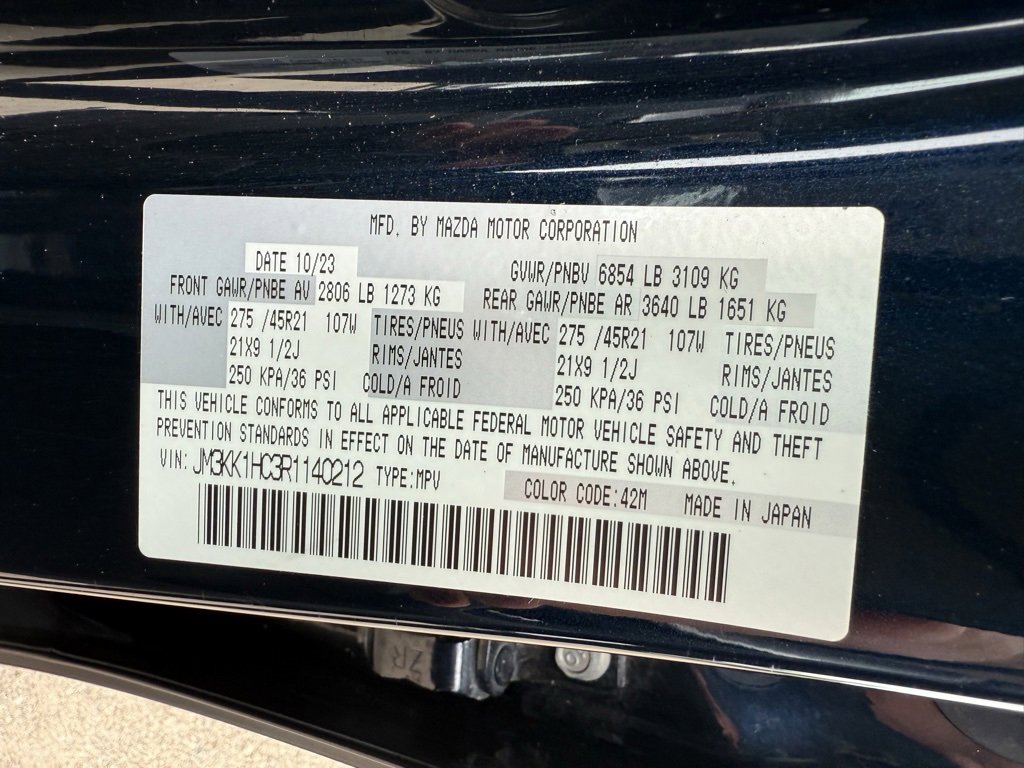 MFD. BY MAZDA MOTOR CORPORATION
DATE 10/23 GVWR/PNBV 6854 LB 3109 KG
FRONT GAWR/PNBE AV 2806 LB 1273 KG REAR GAWR/PNBE AR 3640 LB 1651 KG
WITH/AVEC 275 /45R21 107W TIRES/PNEUS WITH/AVEC 275 /45R21 107W TIRES/PNEUS
21X9 1/2J RIMS/JANTES 21X9 1/2J RIMS/JANTES
250 KPA/36 PSI COLD/A FROID 250 KPA/36 PSI COLD/A FROID
THIS VEHICLE CONFORMS TO ALL APPLICABLE FEDERAL MOTOR VEHICLE SAFETY AND THEFT
PREVENTION STANDARDS IN EFFECT ON THE DATE OF MANUFACTURE SHOWN ABOVE.
VIN: JM3KK1HC3R1140212 TYPE:MPV COLOR CODE:42M MADE IN JAPAN